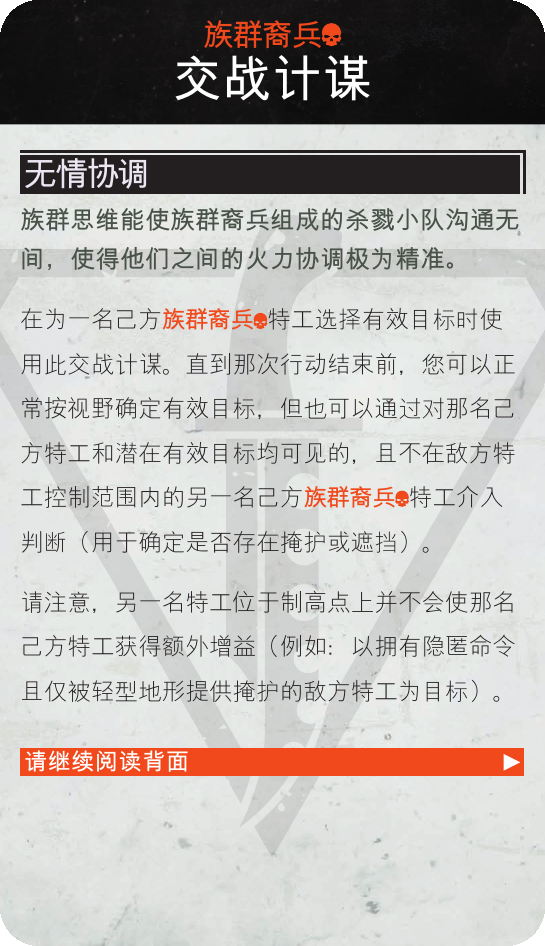 族群裔兵
交战计谋
无情协调
族群思维能使族群裔兵组成的杀戮小队沟通无
间，使得他们之间的火力协调极为精准。
在为一名己方族群裔兵特工选择有效目标时使
用此交战计谋。直到那次行动结束前，您可以正
常按视野确定有效目标，但也可以通过对那名己
方特工和潜在有效目标均可见的，且不在敌方特
工控制范围内的另一名己方族群裔兵特工介入
判断（用于确定是否存在掩护或遮挡）。
请注意，另一名特工位于制高点上并不会使那名
己方特工获得额外增益（例如：以拥有隐匿命令
且仅被轻型地形提供掩护的敌方特工为目标）。
请继续阅读背面